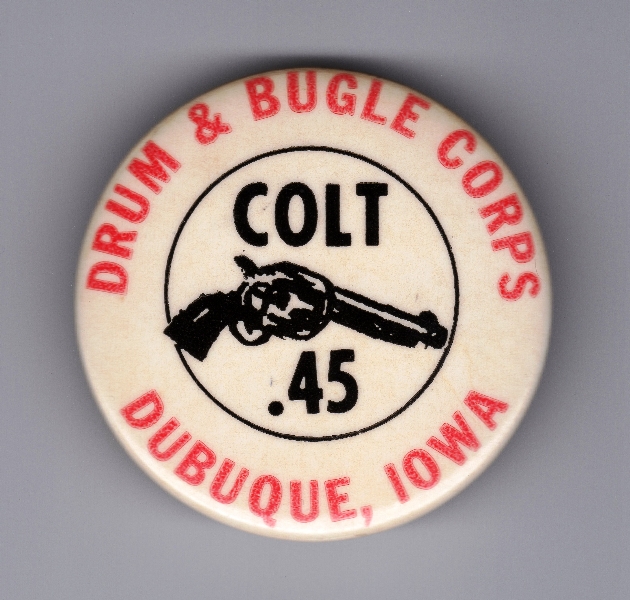 DRUM & BUGLE CORPS
COLT
.45
DUBUQUE, IOWA